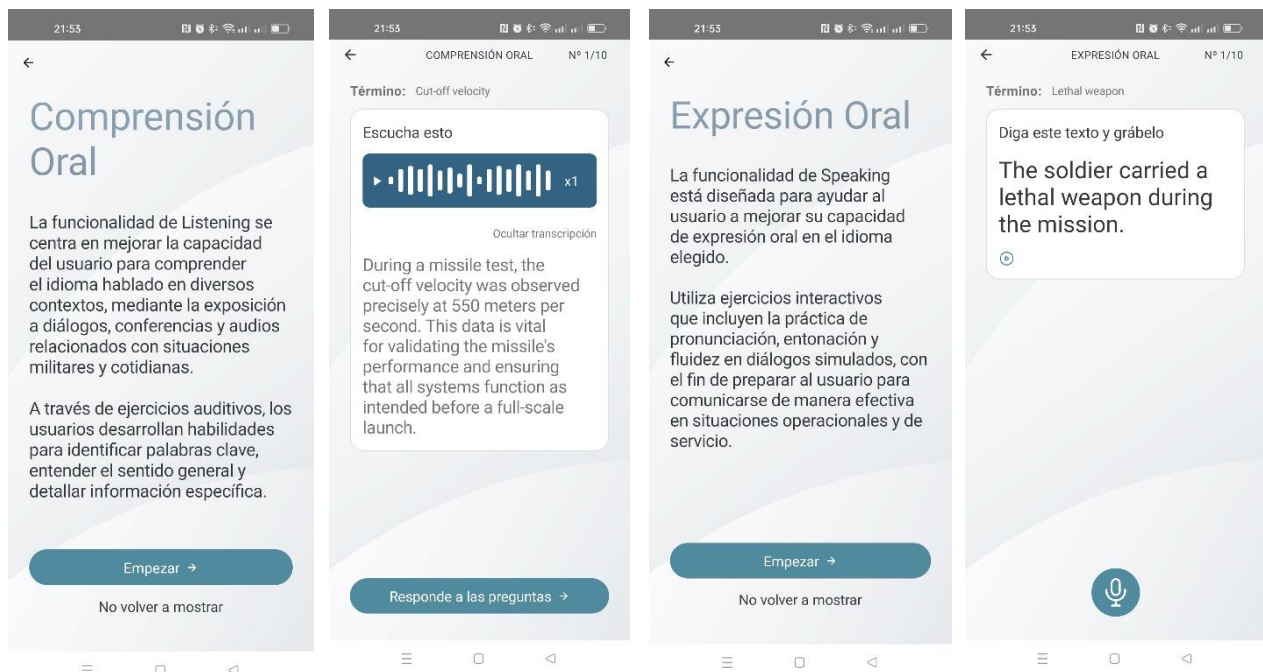 21:53
Comprensión
Oral
La funcionalidad de Listening se
centra en mejorar la capacidad
del usuario para comprender
el idioma hablado en diversos
contextos, mediante la exposición
a diálogos, conferencias y audios
relacionados con situaciones
militares y cotidianas.
A través de ejercicios auditivos, los
usuarios desarrollan habilidades
para identificar palabras clave,
entender el sentido general y
detallar información específica.
Empezar →
No volver a mostrar
21:53
COMPRENSIÓN ORAL Nº 1/10
Término: Cut-off velocity
Escucha esto
x1
Ocultar transcripción
During a missile test, the
cut-off velocity was observed
precisely at 550 meters per
second. This data is vital
for validating the missile's
performance and ensuring
that all systems function as
intended before a full-scale
launch.
Responde a las preguntas →
21:53
Expresión Oral
La funcionalidad de Speaking
está diseñada para ayudar al
usuario a mejorar su capacidad
de expresión oral en el idioma
elegido.
Utiliza ejercicios interactivos
que incluyen la práctica de
pronunciación, entonación y
fluidez en diálogos simulados, con
el fin de preparar al usuario para
comunicarse de manera efectiva
en situaciones operacionales y de
servicio.
Empezar →
No volver a mostrar
21:53
EXPRESIÓN ORAL Nº 1/10
Término: Lethal weapon
Diga este texto y grábelo
The soldier carried a
lethal weapon during
the mission.